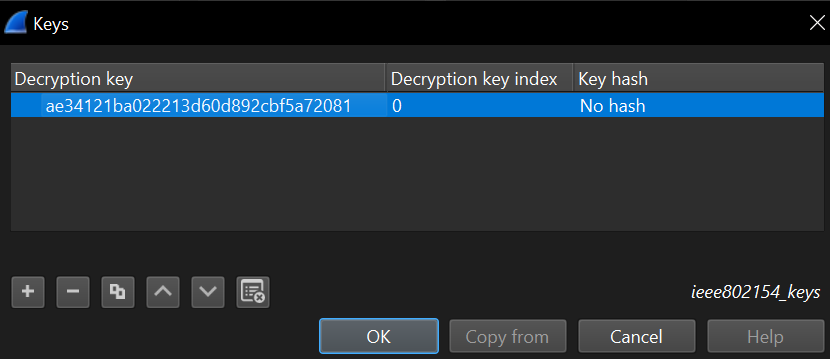 Keys
Decryption key Decryption key index Key hash
ae34121ba022213d60d892cbf5a72081 0 No hash
ieee802154_keys
OK Copy from Cancel Help